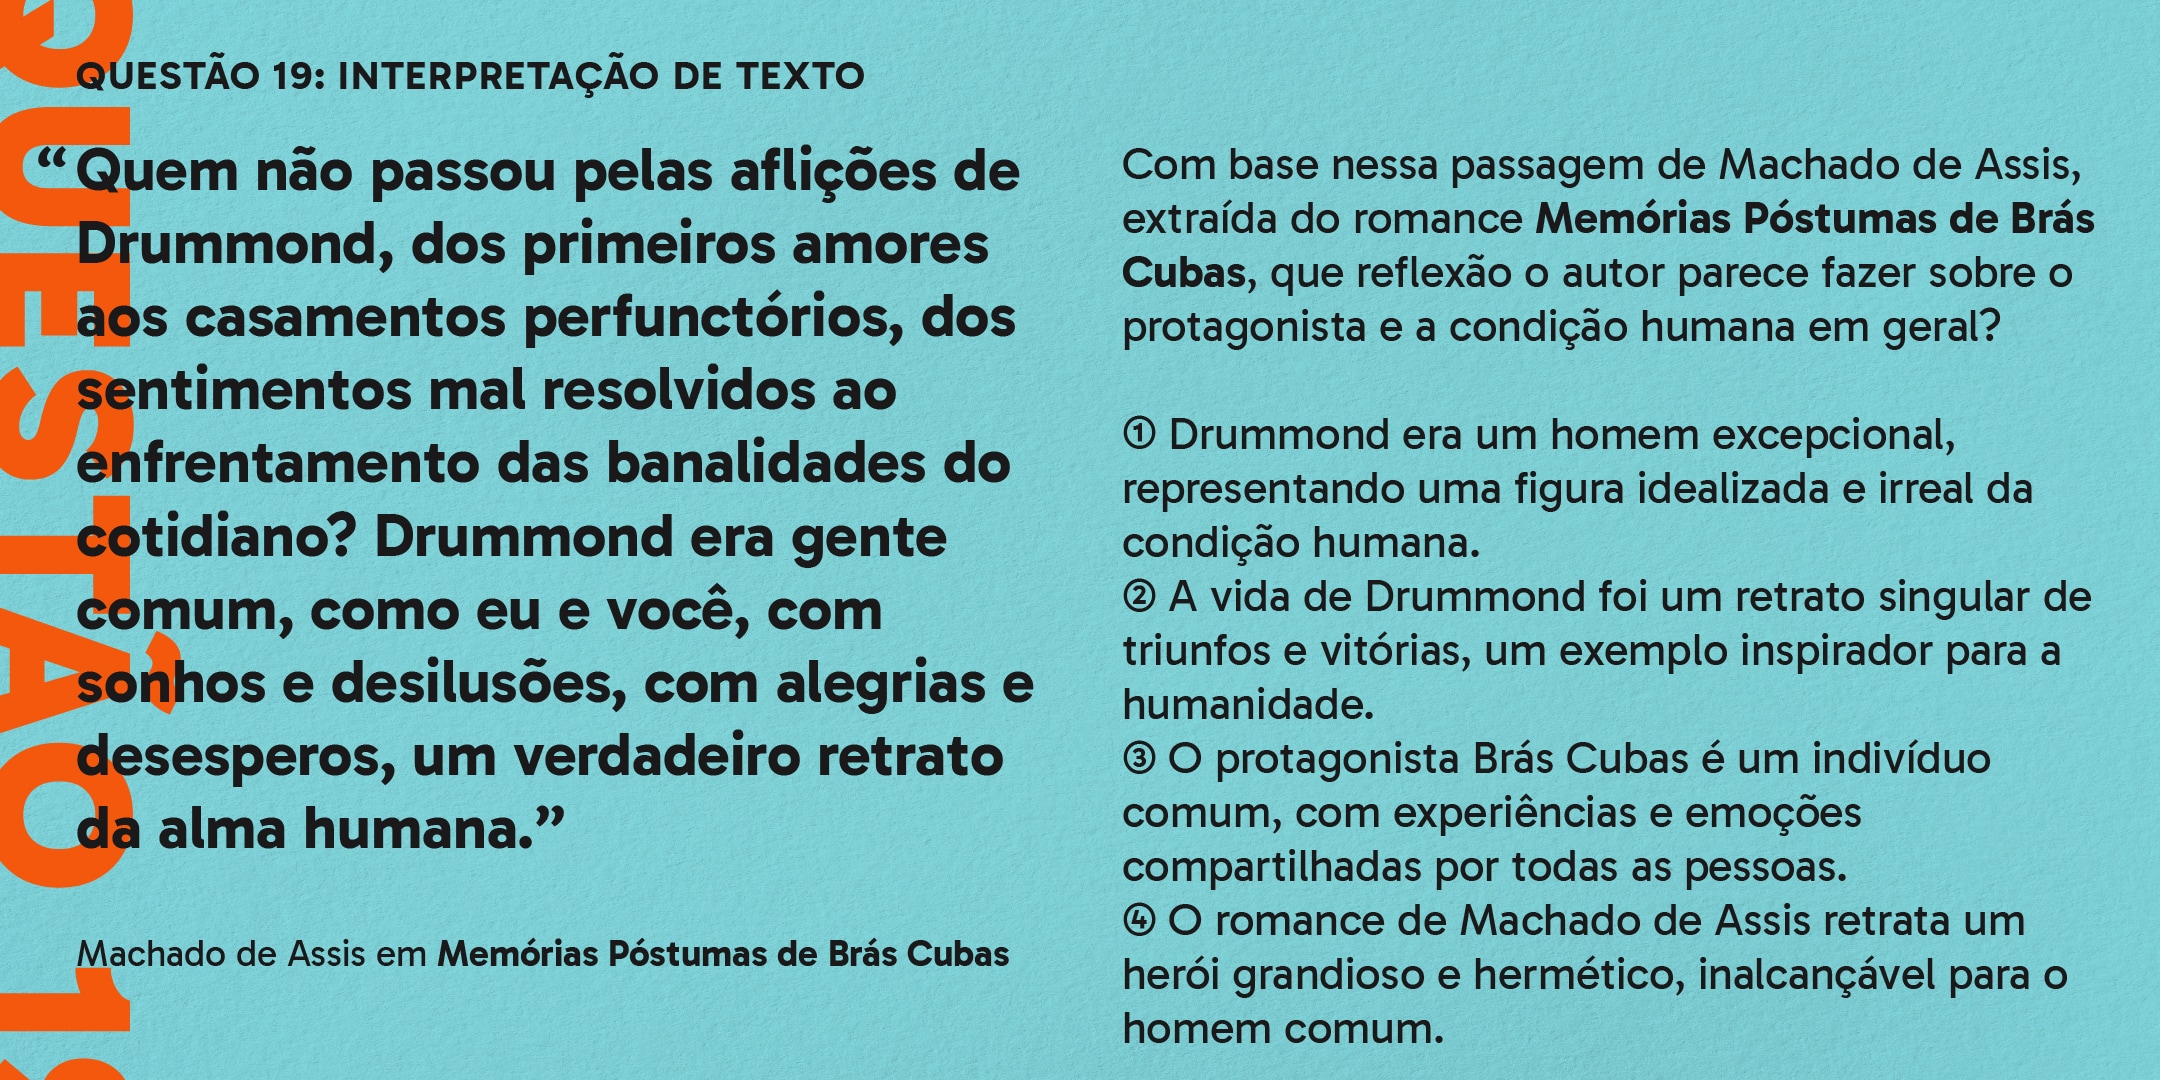 QUESTÃO 19
QUESTÃO 19: INTERPRETAÇÃO DE TEXTO
“Quem não passou pelas aflições de
Drummond, dos primeiros amores
aos casamentos perfunctórios, dos
sentimentos mal resolvidos ao
enfrentamento das banalidades do
cotidiano? Drummond era gente
comum, como eu e você, com
sonhos e desilusões, com alegrias e
desesperos, um verdadeiro retrato
da alma humana.”
Machado de Assis em Memórias Póstumas de Brás Cubas
Com base nessa passagem de Machado de Assis,
extraída do romance Memórias Póstumas de Brás
Cubas, que reflexão o autor parece fazer sobre o
protagonista e a condição humana em geral?
① Drummond era um homem excepcional,
representando uma figura idealizada e irreal da
condição humana.
② A vida de Drummond foi um retrato singular de
triunfos e vitórias, um exemplo inspirador para a
humanidade.
③ O protagonista Brás Cubas é um indivíduo
comum, com experiências e emoções
compartilhadas por todas as pessoas.
④ O romance de Machado de Assis retrata um
herói grandioso e hermético, inalcançável para o
homem comum.